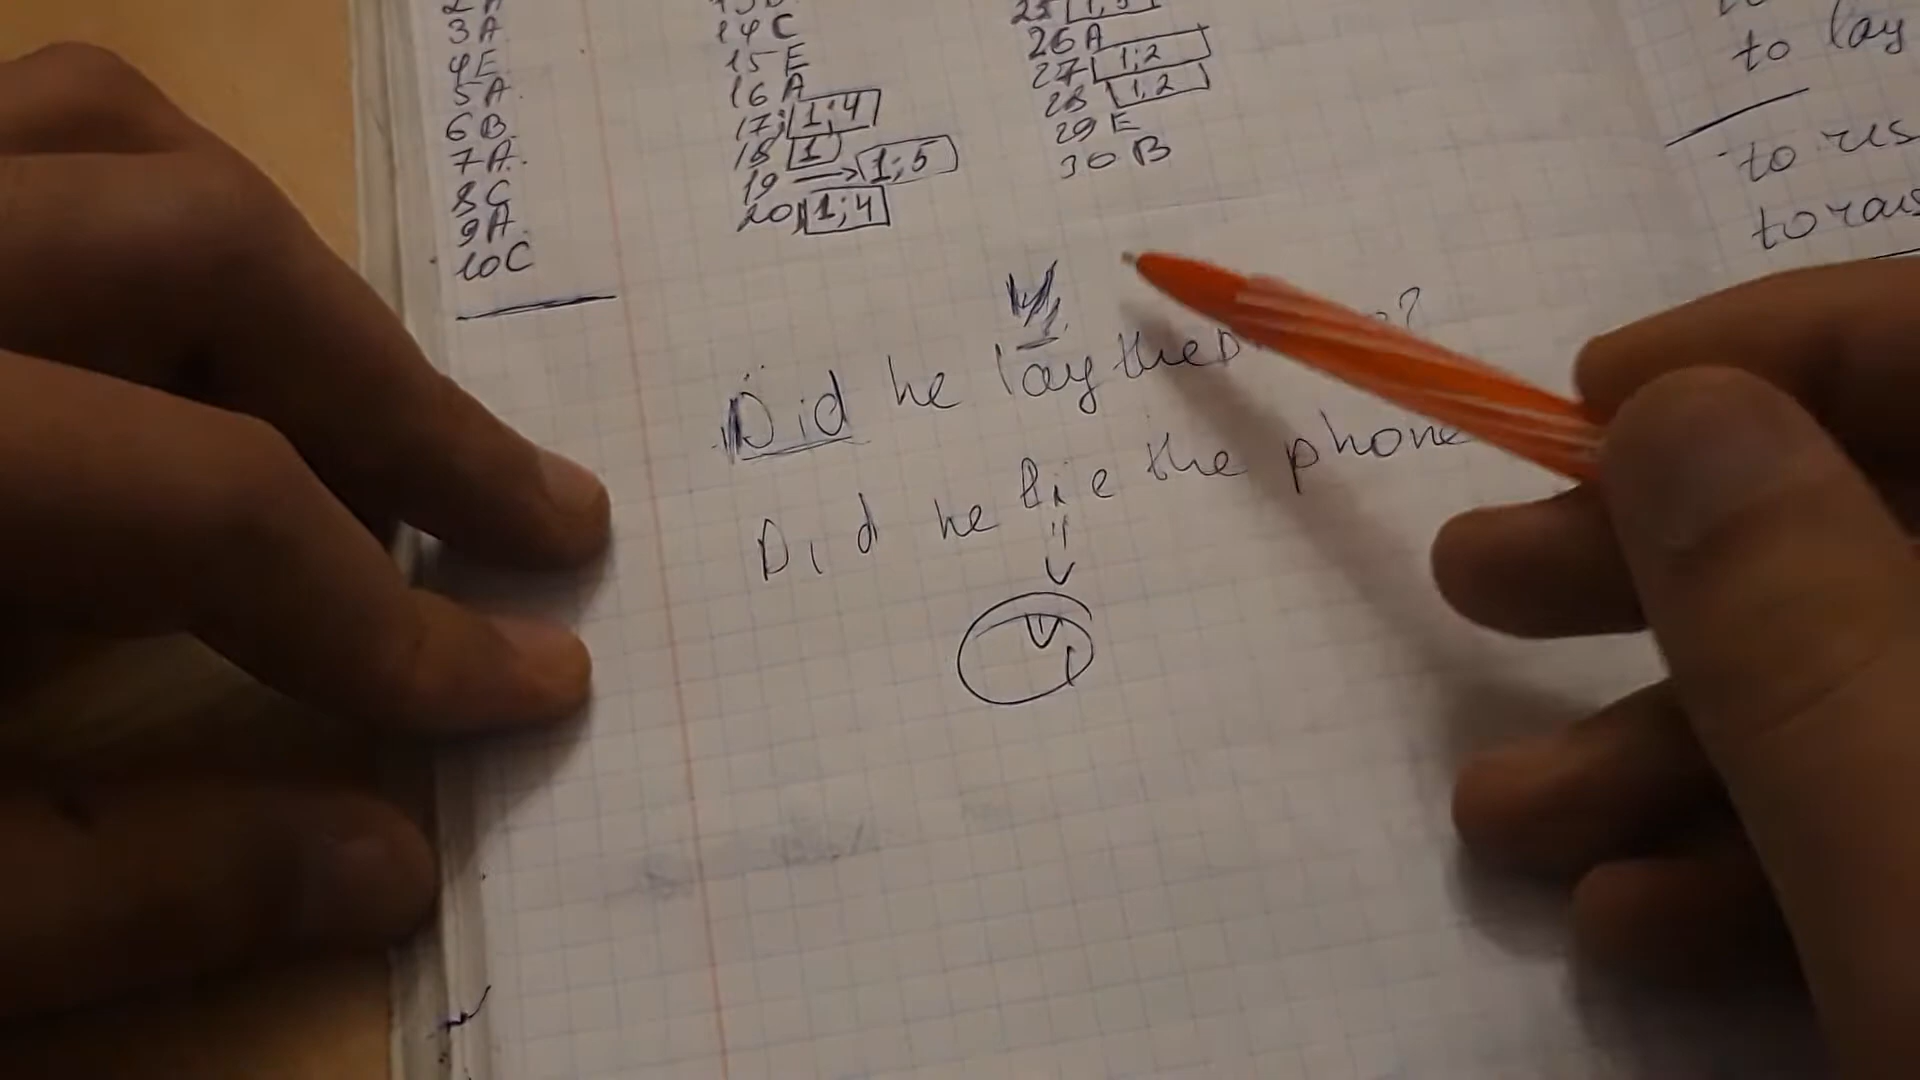 3A.
4E
5A.
6B.
7A.
8C
9A.
10C
14C
15E
16A
17; 1;4
18 1
19 → 1;5
20, 1;4
26A
27 1;2
28 1,2
29E
30B
to lay
to
to
Did he lay the ?
Did he lie the phone